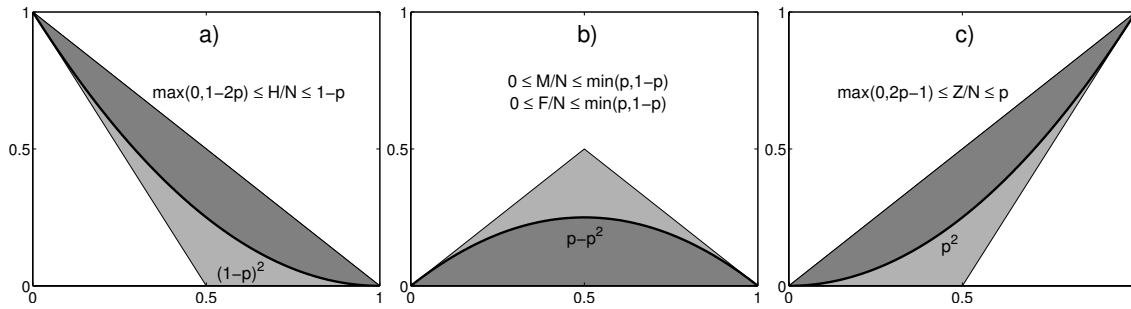 a)
max(0,1−2p) ≤ H/N ≤ 1−p
(1−p)²
0
0.5
1
0
0.5
1
b)
0 ≤ M/N ≤ min(p,1−p)
0 ≤ F/N ≤ min(p,1−p)
p−p²
0
0.5
1
0
0.5
1
c)
max(0,2p−1) ≤ Z/N ≤ p
p²
0
0.5
1
0
0.5